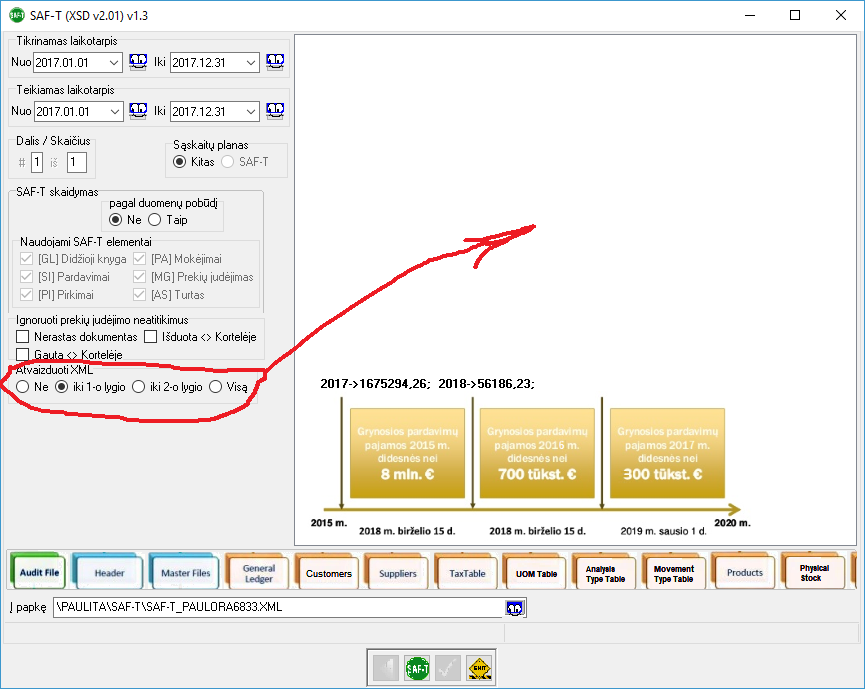 SAF-T (XSD v2.01) v1.3
Tikrinamas laikotarpis
Nuo 2017.01.01 Iki 2017.12.31
Teikiamas laikotarpis
Nuo 2017.01.01 Iki 2017.12.31
Dalis / Skaičius
# 1 iš 1
Sąskaitų planas
Kitas SAF-T
SAF-T skaidymas
pagal duomenų pobūdį
Ne Taip
Naudojami SAF-T elementai
[GL] Didžioji knyga [PA] Mokėjimai
[SI] Pardavimai [MG] Prekių judėjimas
[PI] Pirkimai [AS] Turtas
Ignoruoti prekių judėjimo neatitikimus
Nerastas dokumentas Išduota <> Kortelėje
Gauta <> Kortelėje
Atvaizduoti XML
Ne iki 1-o lygio iki 2-o lygio Visą
2017->1675294,26; 2018->56186,23;
Grynosios pardavimų
pajamos 2015 m.
didesnės nei
8 mln. €
Grynosios pardavimų
pajamos 2016 m.
didesnės nei
700 tūkst. €
Grynosios pardavimų
pajamos 2017 m.
didesnės nei
300 tūkst. €
2015 m.
2018 m. birželio 15 d.
2018 m. birželio 15 d.
2019 m. sausio 1 d.
2020 m.
Audit File
Header
Master Files
General
Ledger
Customers
Suppliers
TaxTable
UOM Table
Analysis
Type Table
Movement
Type Table
Products
Physical
Stock
Į papkę \PAULITA\SAF-T\SAF-T_PAULORA6833.XML
SAF-T
EXIT